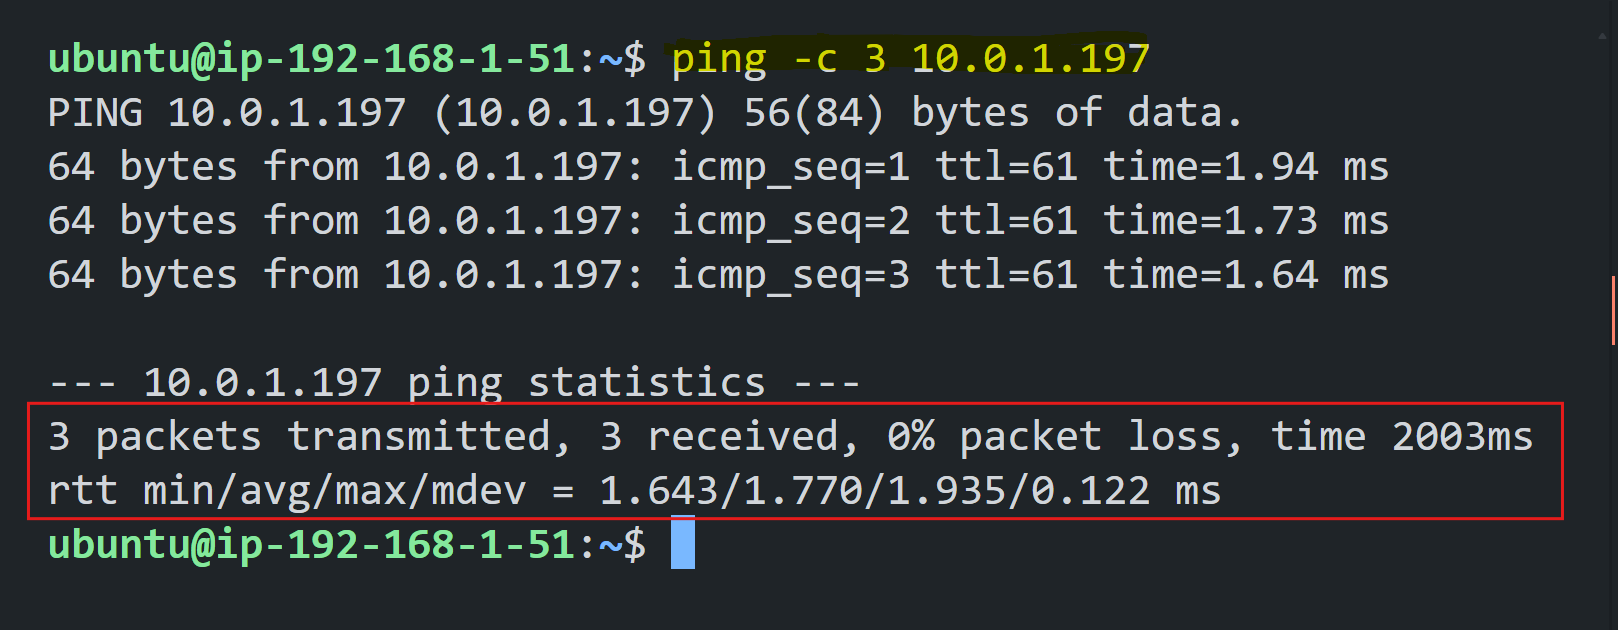 ubuntu@ip-192-168-1-51:~$ ping -c 3 10.0.1.197
PING 10.0.1.197 (10.0.1.197) 56(84) bytes of data.
64 bytes from 10.0.1.197: icmp_seq=1 ttl=61 time=1.94 ms
64 bytes from 10.0.1.197: icmp_seq=2 ttl=61 time=1.73 ms
64 bytes from 10.0.1.197: icmp_seq=3 ttl=61 time=1.64 ms
--- 10.0.1.197 ping statistics ---
3 packets transmitted, 3 received, 0% packet loss, time 2003ms
rtt min/avg/max/mdev = 1.643/1.770/1.935/0.122 ms
ubuntu@ip-192-168-1-51:~$